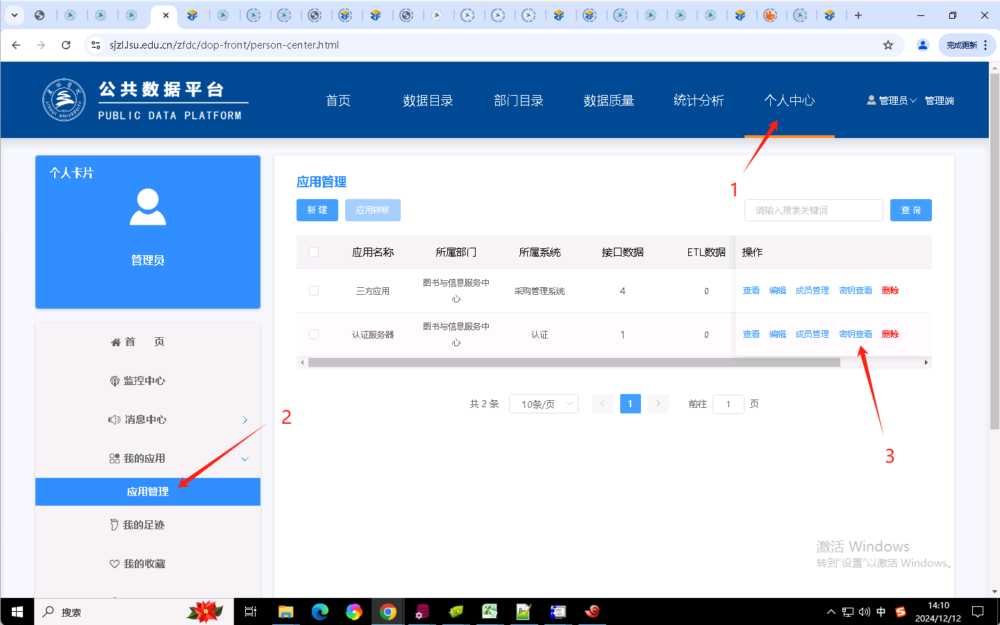 sjzl.lsu.edu.cn/zfdc/dop-front/person-center.html
完成更新
公共数据平台
PUBLIC DATA PLATFORM
首页
数据目录
部门目录
数据质量
统计分析
个人中心
管理员
管理端
1
个人卡片
管理员
首 页
监控中心
消息中心
我的应用
应用管理
我的足迹
我的收藏
2
应用管理
新 建
应用转移
请输入搜索关键词
查 询
应用名称 所属部门 所属系统 接口数据 ETL数据 操作
三方应用 图书与信息服务中心 采购管理系统 4 0 查看 编辑 成员管理 密钥查看 删除
认证服务器 图书与信息服务中心 认证 1 0 查看 编辑 成员管理 密钥查看 删除
共 2 条 10条/页 1 前往 1 页
3
激活 Windows
转到“设置”以激活 Windows。
搜索
中
14:10
2024/12/12